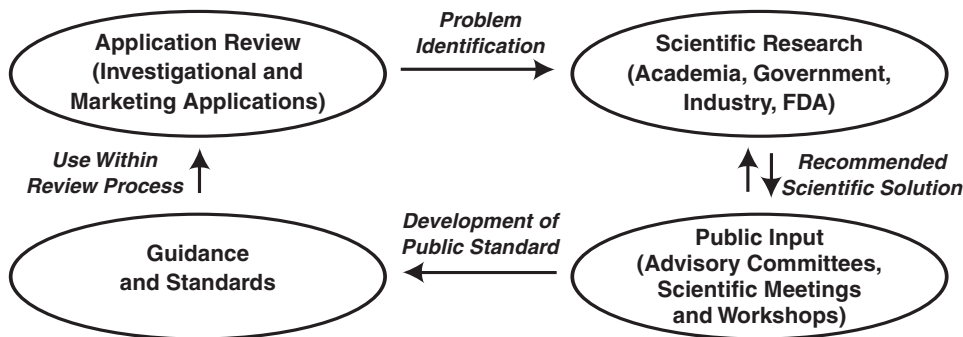 Application Review
(Investigational and
Marketing Applications)
Problem
Identification
Scientific Research
(Academia, Government,
Industry, FDA)
Use Within
Review Process
Recommended
Scientific Solution
Guidance
and Standards
Development of
Public Standard
Public Input
(Advisory Committees,
Scientific Meetings
and Workshops)